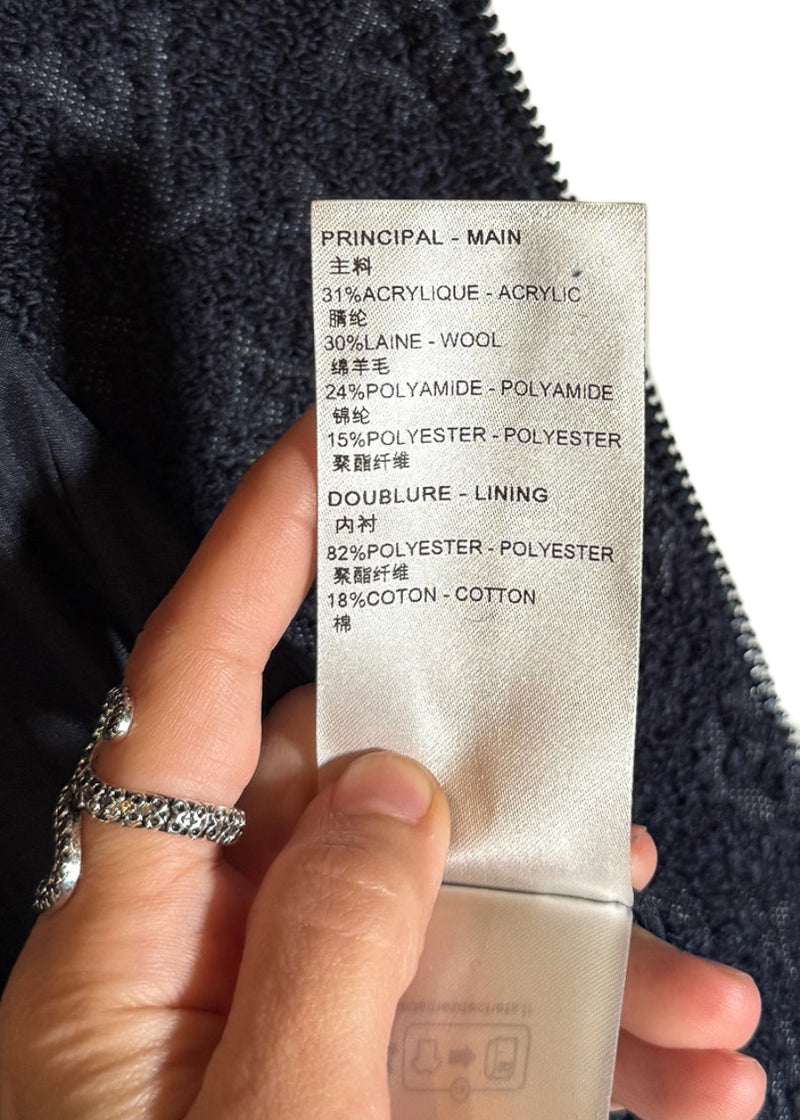 PRINCIPAL - MAIN
主料
31%ACRYLIQUE - ACRYLIC
腈纶
30%LAINE - WOOL
绵羊毛
24%POLYAMIDE - POLYAMIDE
锦纶
15%POLYESTER - POLYESTER
聚酯纤维
DOUBLURE - LINING
内衬
82%POLYESTER - POLYESTER
聚酯纤维
18%COTON - COTTON
棉